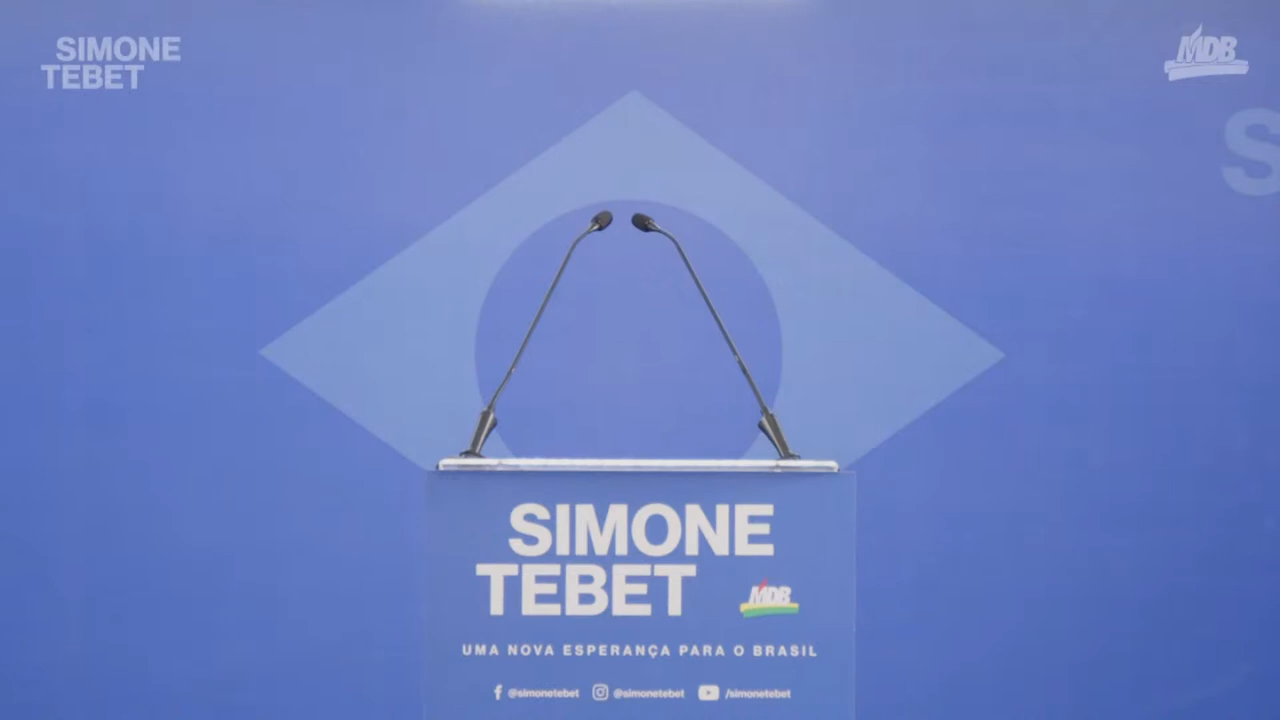 SIMONE
TEBET
MDB
S
SIMONE
TEBET
MDB
UMA NOVA ESPERANÇA PARA O BRASIL
@simonetebet @simonetebet /simonetebet